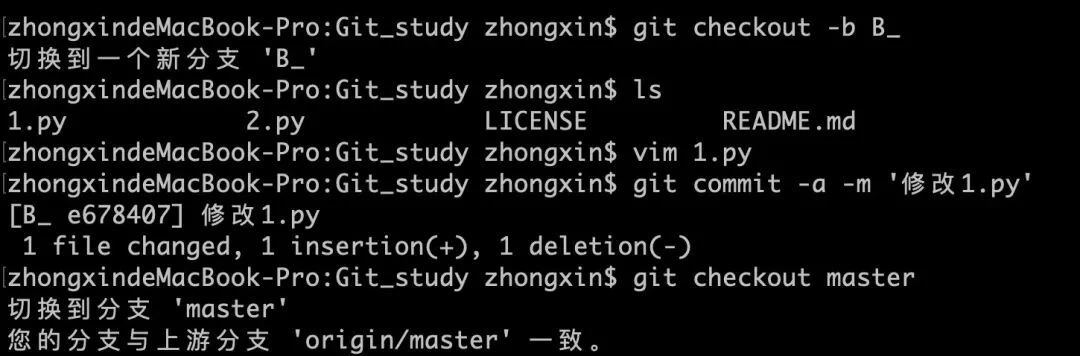 zhongxindeMacBook-Pro:Git_study zhongxin$ git checkout -b B_
切换到一个新分支 'B_'
zhongxindeMacBook-Pro:Git_study zhongxin$ ls
1.py 2.py LICENSE README.md
zhongxindeMacBook-Pro:Git_study zhongxin$ vim 1.py
zhongxindeMacBook-Pro:Git_study zhongxin$ git commit -a -m '修改1.py'
[B_ e678407] 修改1.py
1 file changed, 1 insertion(+), 1 deletion(-)
zhongxindeMacBook-Pro:Git_study zhongxin$ git checkout master
切换到分支 'master'
您的分支与上游分支 'origin/master' 一致。